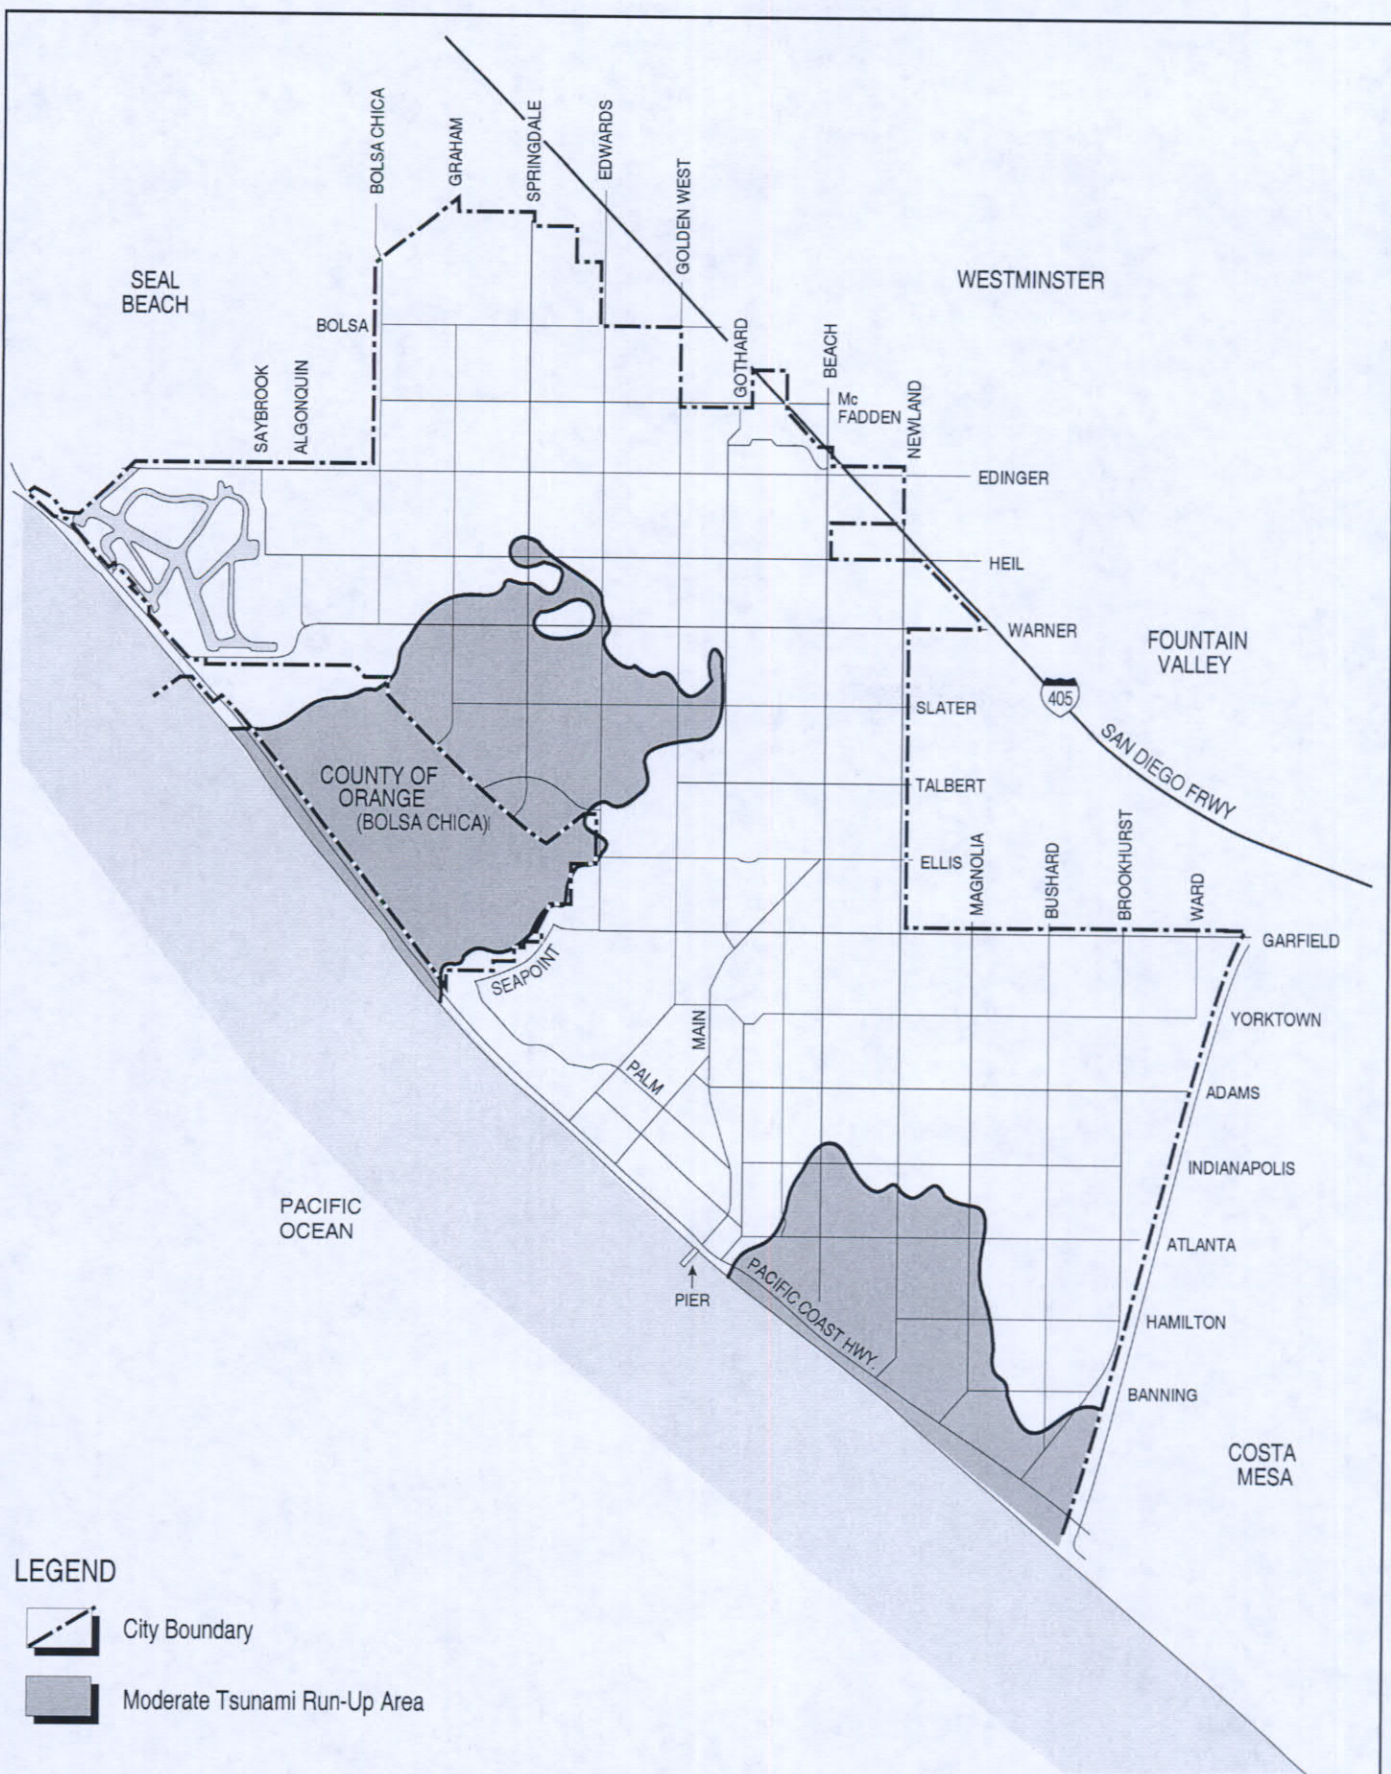 BOLSA CHICA
GRAHAM
SPRINGDALE
EDWARDS
GOLDEN WEST
SEAL
BEACH
WESTMINSTER
BOLSA
SAYBROOK
ALGONQUIN
GOTHARD
BEACH
Mc
FADDEN
NEWLAND
EDINGER
HEIL
WARNER
FOUNTAIN
VALLEY
405
SLATER
SAN DIEGO FRWY
COUNTY OF
ORANGE
(BOLSA CHICA)
TALBERT
ELLIS
MAGNOLIA
BUSHARD
BROOKHURST
WARD
GARFIELD
SEAPOINT
YORKTOWN
MAIN
PALM
ADAMS
INDIANAPOLIS
PACIFIC
OCEAN
ATLANTA
PACIFIC COAST HWY.
PIER
HAMILTON
BANNING
COSTA
MESA
LEGEND
City Boundary
Moderate Tsunami Run-Up Area